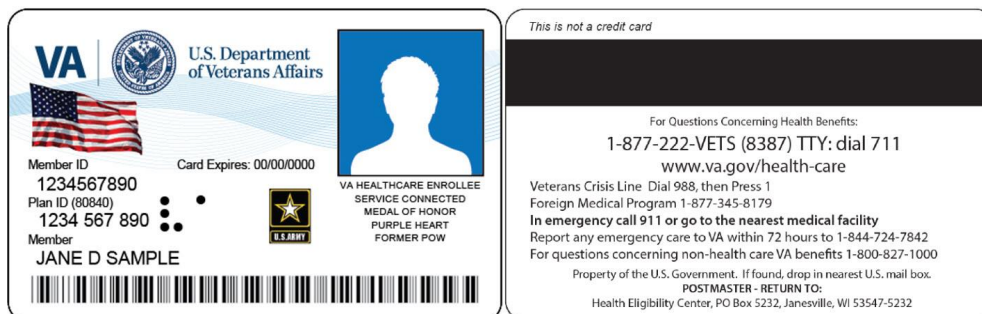 VA
U.S. Department
of Veterans Affairs
Member ID
Card Expires: 00/00/0000
1234567890
Plan ID (80840)
1234 567 890
Member
JANE D SAMPLE
U.S.ARMY
VA HEALTHCARE ENROLLEE
SERVICE CONNECTED
MEDAL OF HONOR
PURPLE HEART
FORMER POW
This is not a credit card
For Questions Concerning Health Benefits:
1-877-222-VETS (8387) TTY: dial 711
www.va.gov/health-care
Veterans Crisis Line Dial 988, then Press 1
Foreign Medical Program 1-877-345-8179
In emergency call 911 or go to the nearest medical facility
Report any emergency care to VA within 72 hours to 1-844-724-7842
For questions concerning non-health care VA benefits 1-800-827-1000
Property of the U.S. Government. If found, drop in nearest U.S. mail box.
POSTMASTER - RETURN TO:
Health Eligibility Center, PO Box 5232, Janesville, WI 53547-5232